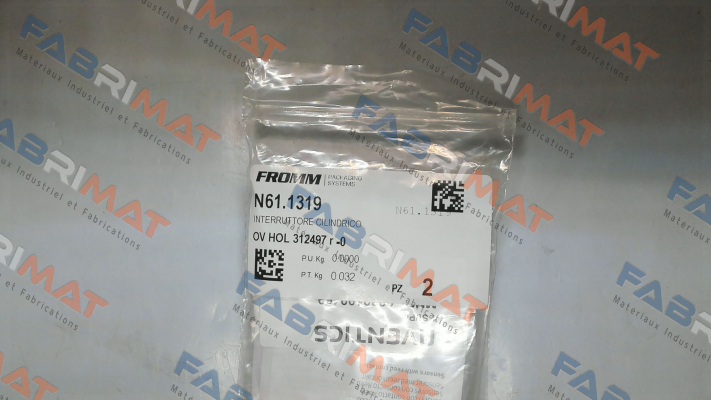 FROMM
PACKAGING
SYSTEMS
N61.1319
N61.1319
INTERRUTTORE CILINDRICO
OV HOL 312497 r -0
P.U. Kg 0.0000
P.T. Kg 0.032
PZ 2
AVENTICS
FABRIMAT
Materiaux Industriel et Fabrications